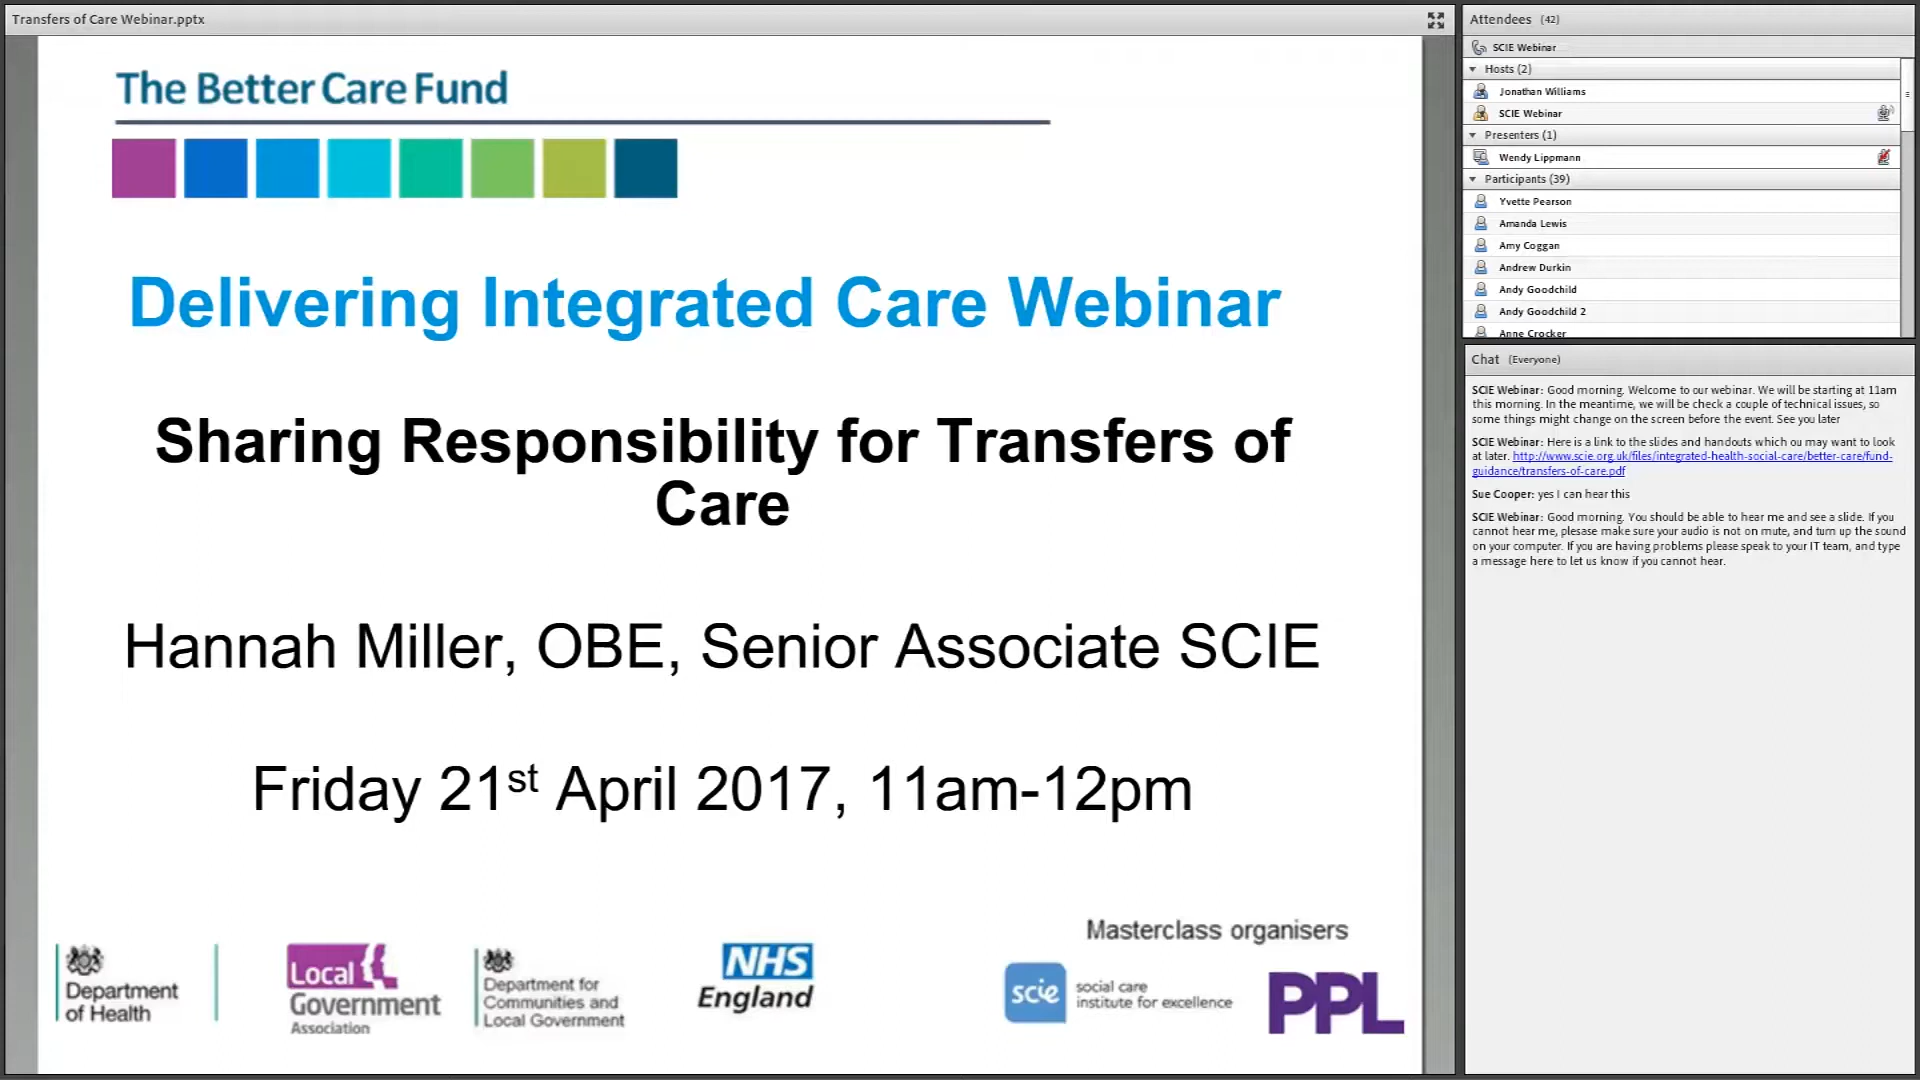 Transfers of Care Webinar.pptx
The Better Care Fund
Delivering Integrated Care Webinar
Sharing Responsibility for Transfers of
Care
Hannah Miller, OBE, Senior Associate SCIE
Friday 21st April 2017, 11am-12pm
Masterclass organisers
Department
of Health
Local
Government
Association
Department for
Communities and
Local Government
NHS
England
scie
social care
institute for excellence
PPL
Attendees (42)
SCIE Webinar
Hosts (2)
Jonathan Williams
SCIE Webinar
Presenters (1)
Wendy Lippmann
Participants (39)
Yvette Pearson
Amanda Lewis
Amy Coggan
Andrew Durkin
Andy Goodchild
Andy Goodchild 2
Anne Crocker
Chat (Everyone)
SCIE Webinar: Good morning. Welcome to our webinar. We will be starting at 11am
this morning. In the meantime, we will be check a couple of technical issues, so
some things might change on the screen before the event. See you later
SCIE Webinar: Here is a link to the slides and handouts which ou may want to look
at later. http://www.scie.org.uk/files/integrated-health-social-care/better-care/fund-
guidance/transfers-of-care.pdf
Sue Cooper: yes I can hear this
SCIE Webinar: Good morning. You should be able to hear me and see a slide. If you
cannot hear me, plesase make sure your audio is not on mute, and turn up the sound
on your computer. If you are having problems please speak to your IT team, and type
a message here to let us know if you cannot hear.